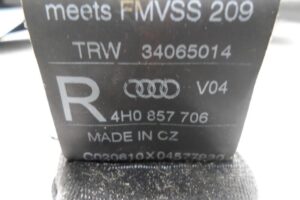 meets FMVSS 209
TRW 34065014
R V04
4H0 857 706
MADE IN CZ